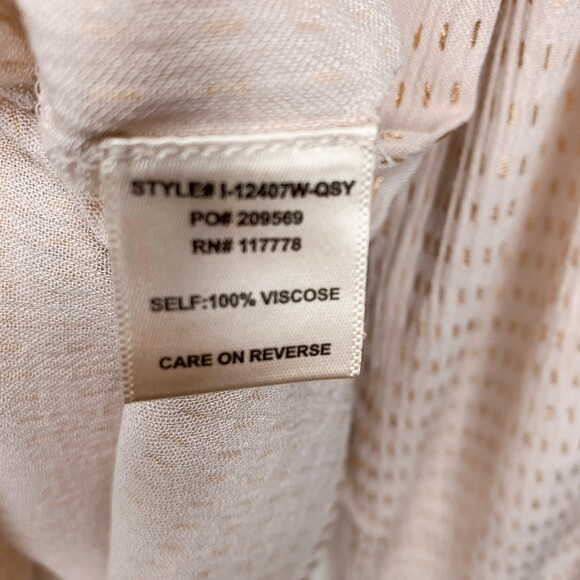 STYLE# I-12407W-QSY
PO# 209569
RN# 117778
SELF:100% VISCOSE
CARE ON REVERSE